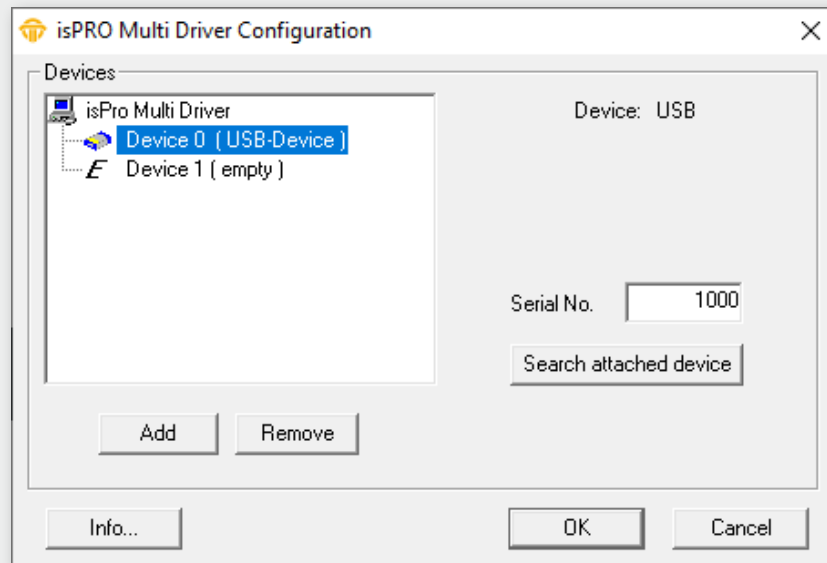 isPRO Multi Driver Configuration
Devices
isPro Multi Driver
Device 0 ( USB-Device )
E Device 1 ( empty )
Device: USB
Serial No. 1000
Search attached device
Add Remove
Info... OK Cancel